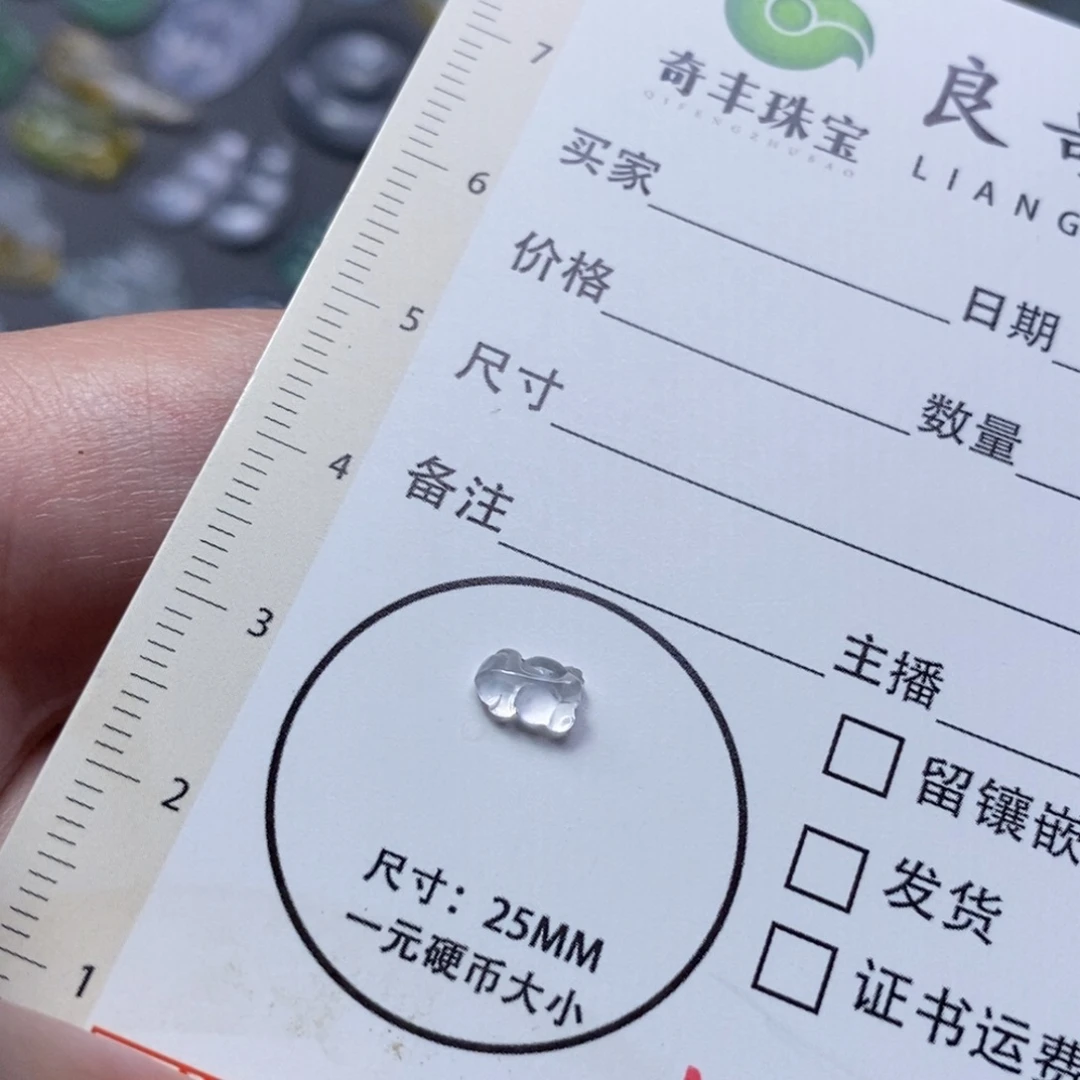 奇丰珠宝
QIFENGZHUBAO
良
LIANG
买家
日期
价格
数量
尺寸
备注
主播
留镶嵌
发货
证书运费
尺寸：25MM
一元硬币大小
7
6
5
4
3
2
1